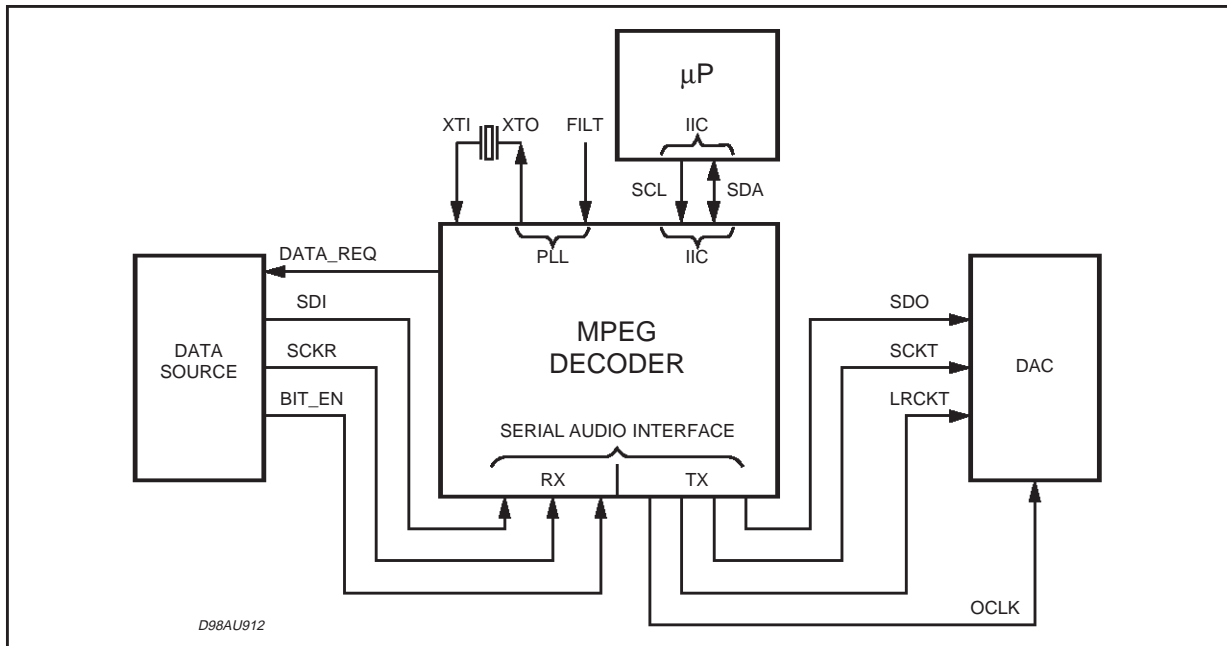 μP
XTI
XTO
FILT
IIC
SCL
SDA
DATA_REQ
PLL
IIC
SDI
SDO
MPEG
DECODER
DATA
SOURCE
SCKR
SCKT
DAC
BIT_EN
LRCKT
SERIAL AUDIO INTERFACE
RX
TX
OCLK
D98AU912